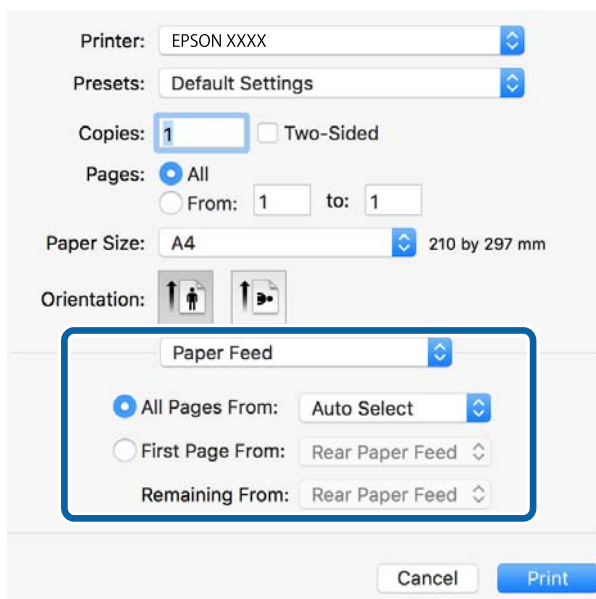 Printer: EPSON XXXX
Presets: Default Settings
Copies: 1 Two-Sided
Pages: All
From: 1 to: 1
Paper Size: A4 210 by 297 mm
Orientation:
Paper Feed
All Pages From: Auto Select
First Page From: Rear Paper Feed
Remaining From: Rear Paper Feed
Cancel Print